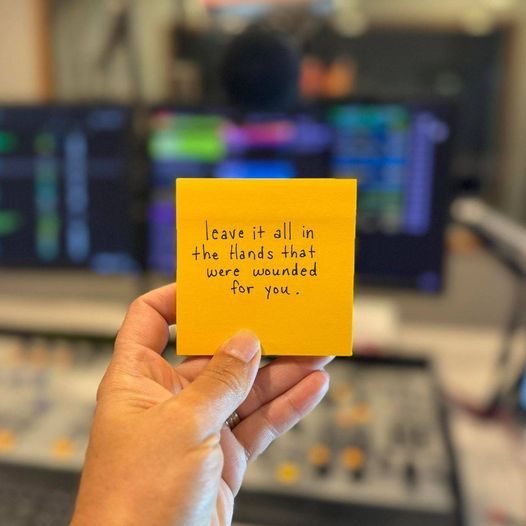 leave it all in
the Hands that
were wounded
for you.